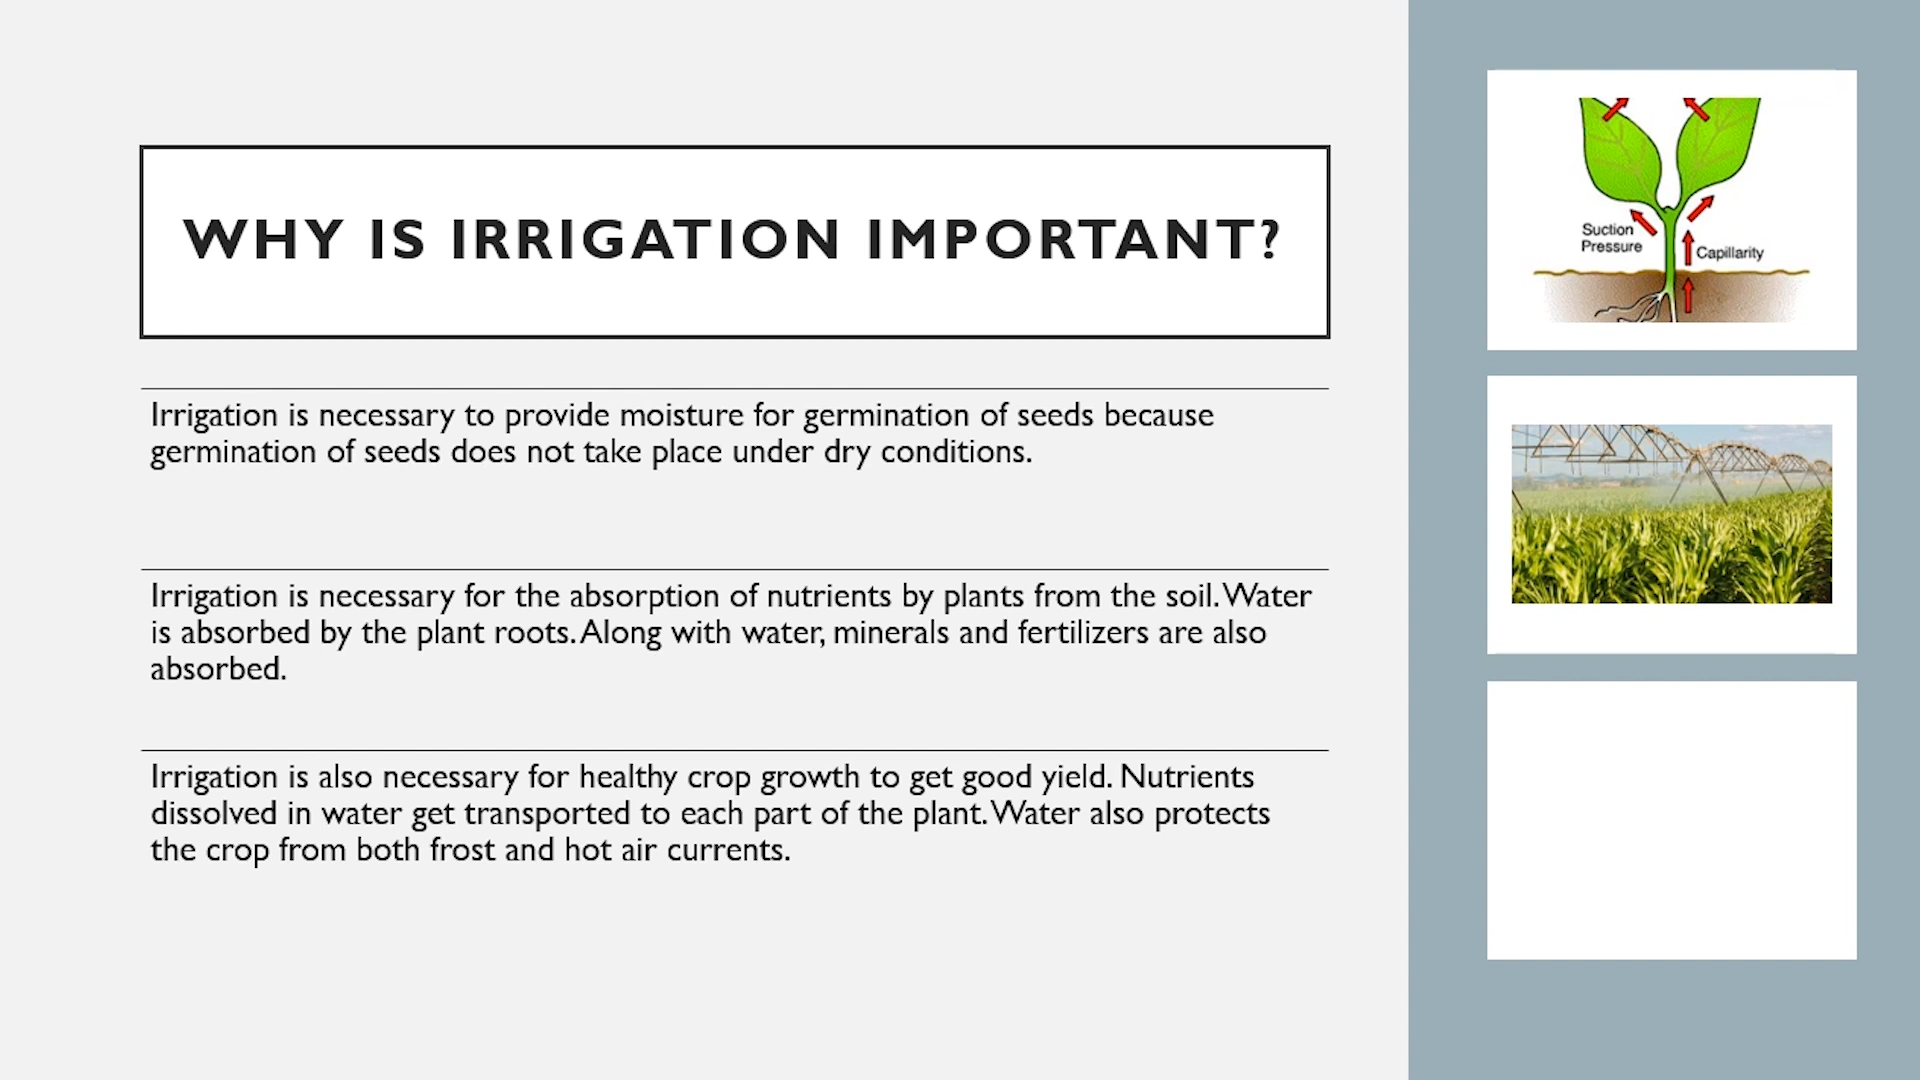 WHY IS IRRIGATION IMPORTANT?
Irrigation is necessary to provide moisture for germination of seeds because
germination of seeds does not take place under dry conditions.
Irrigation is necessary for the absorption of nutrients by plants from the soil. Water
is absorbed by the plant roots. Along with water, minerals and fertilizers are also
absorbed.
Irrigation is also necessary for healthy crop growth to get good yield. Nutrients
dissolved in water get transported to each part of the plant. Water also protects
the crop from both frost and hot air currents.
Suction
Pressure
Capillarity